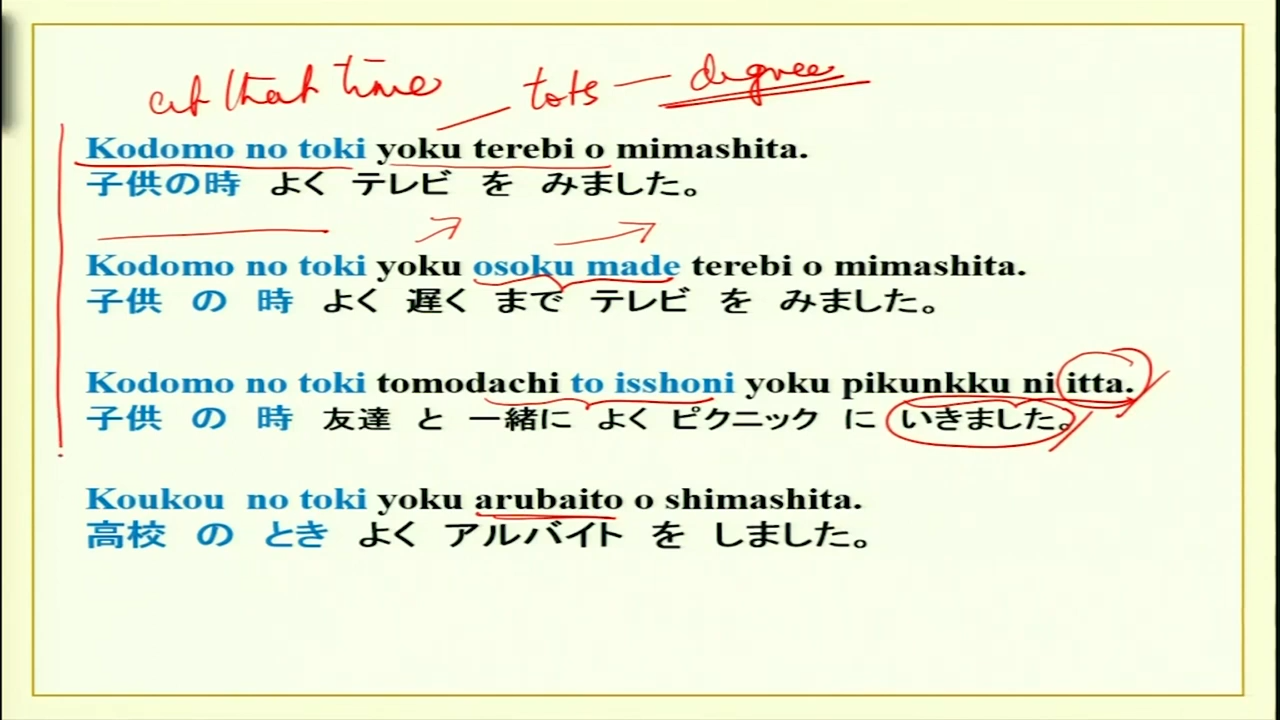 at that time tots degree
Kodomo no toki yoku terebi o mimashita.
子供の時 よく テレビ を みました。
Kodomo no toki yoku osoku made terebi o mimashita.
子供 の 時 よく 遅く まで テレビ を みました。
Kodomo no toki tomodachi to isshoni yoku pikunkku ni itta.
子供 の 時 友達 と 一緒に よく ピクニック に いきました。
Koukou no toki yoku arubaito o shimashita.
高校 の とき よく アルバイト を しました。